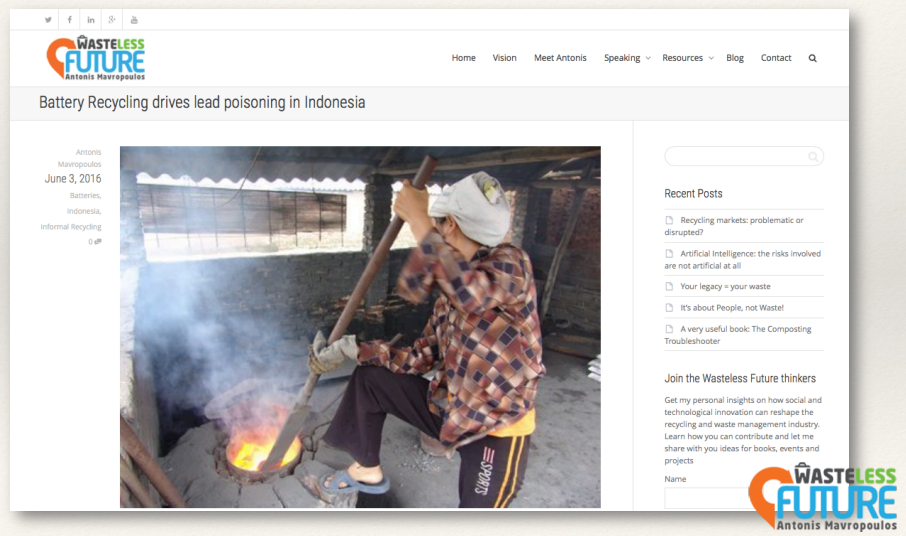 WASTELESS
FUTURE
Antonis Mavropoulos
Home Vision Meet Antonis Speaking Resources Blog Contact
Battery Recycling drives lead poisoning in Indonesia
Antonis
Mavropoulos
June 3, 2016
Batteries,
Indonesia,
Informal Recycling
0
ESPORTS
Recent Posts
Recycling markets: problematic or
disrupted?
Artificial Intelligence: the risks involved
are not artificial at all
Your legacy = your waste
It's about People, not Waste!
A very useful book: The Composting
Troubleshooter
Join the Wasteless Future thinkers
Get my personal insights on how social and
technological innovation can reshape the
recycling and waste management industry.
Learn how you can contribute and let me
share with you ideas for books, events and
projects
Name
WASTELESS
FUTURE
Antonis Mavropoulos